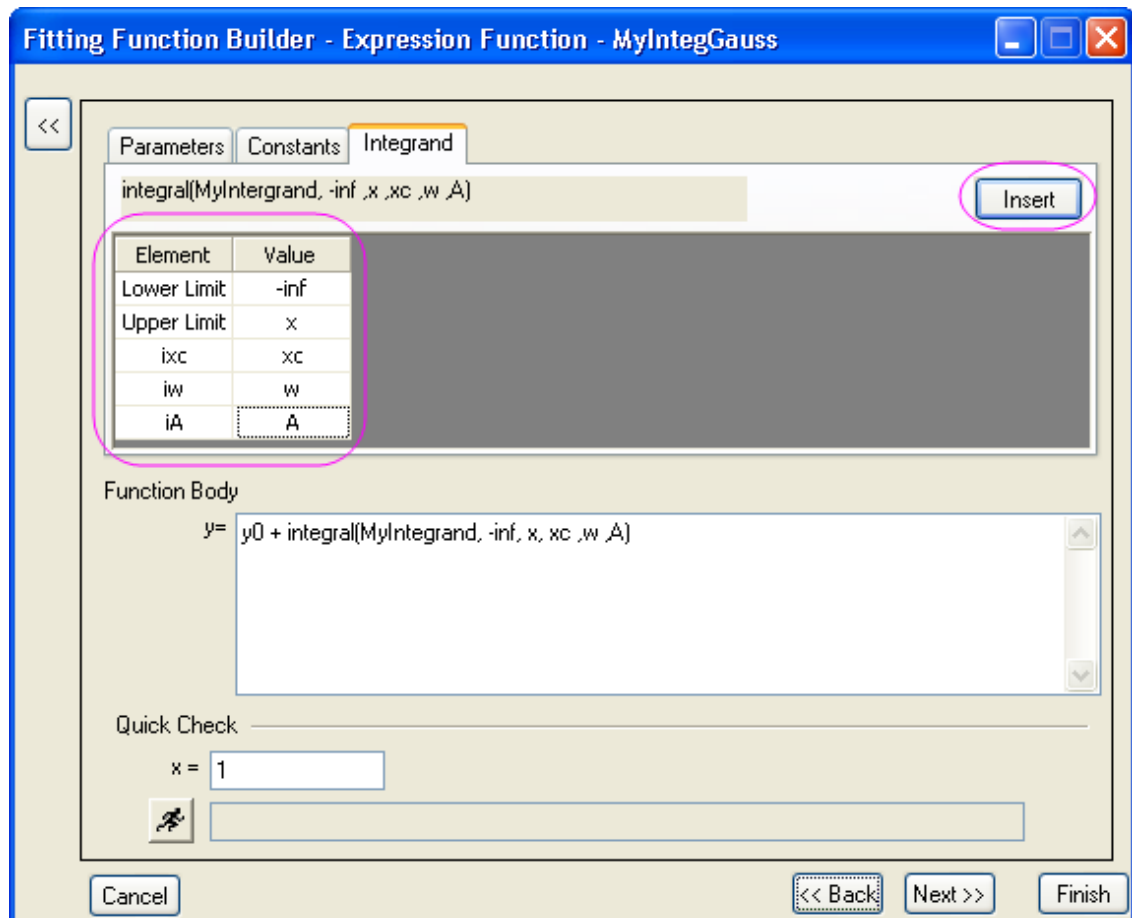 Fitting Function Builder - Expression Function - MyIntegGauss
<<
Parameters Constants Integrand
integral(MyIntergrand, -inf ,x ,xc ,w ,A)
Insert
Element Value
Lower Limit -inf
Upper Limit x
ixc xc
iw w
iA A
Function Body
y= y0 + integral(MyIntegrand, -inf, x, xc ,w ,A)
Quick Check
x = 1
Cancel << Back Next >> Finish